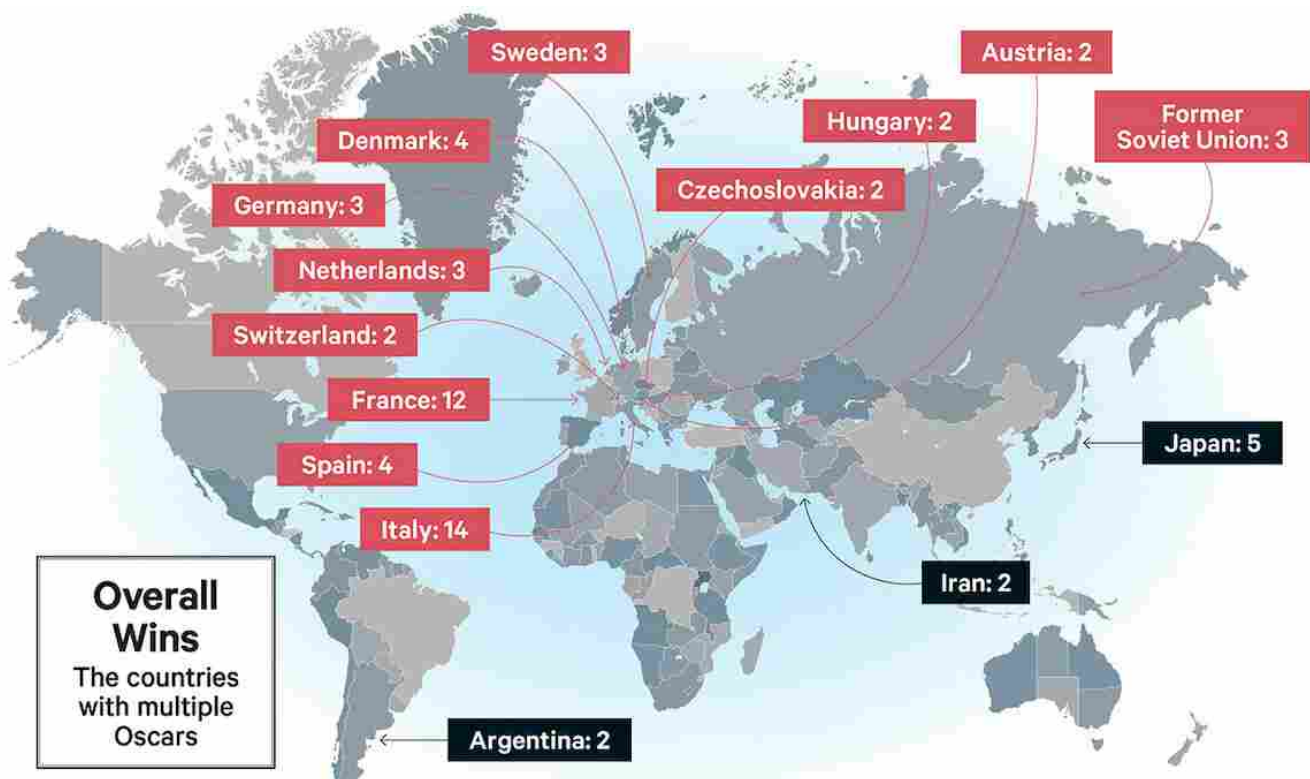 Sweden: 3
Austria: 2
Hungary: 2
Former
Soviet Union: 3
Denmark: 4
Czechoslovakia: 2
Germany: 3
Netherlands: 3
Switzerland: 2
France: 12
Japan: 5
Spain: 4
Italy: 14
Iran: 2
Overall
Wins
The countries
with multiple
Oscars
Argentina: 2